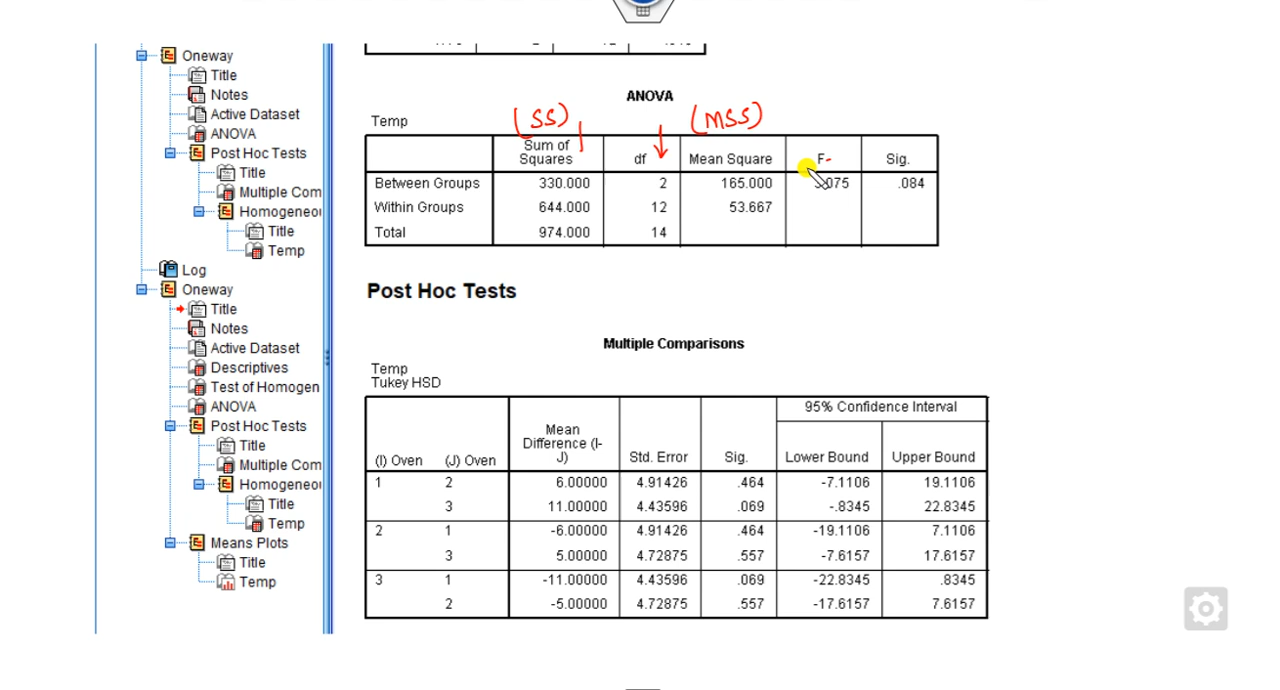 Oneway
Title
Notes
Active Dataset
ANOVA
Post Hoc Tests
Title
Multiple Com
Homogeneou
Title
Temp
Log
Oneway
Title
Notes
Active Dataset
Descriptives
Test of Homogen
ANOVA
Post Hoc Tests
Title
Multiple Com
Homogeneou
Title
Temp
Means Plots
Title
Temp
ANOVA
Temp
(SS) (MSS)
Sum of Squares df Mean Square F Sig.
Between Groups 330.000 2 165.000 3.075 .084
Within Groups 644.000 12 53.667
Total 974.000 14
Post Hoc Tests
Multiple Comparisons
Temp
Tukey HSD
95% Confidence Interval
(I) Oven (J) Oven Mean Difference (I-J) Std. Error Sig. Lower Bound Upper Bound
1 2 6.00000 4.91426 .464 -7.1106 19.1106
3 11.00000 4.43596 .069 -.8345 22.8345
2 1 -6.00000 4.91426 .464 -19.1106 7.1106
3 5.00000 4.72875 .557 -7.6157 17.6157
3 1 -11.00000 4.43596 .069 -22.8345 .8345
2 -5.00000 4.72875 .557 -17.6157 7.6157